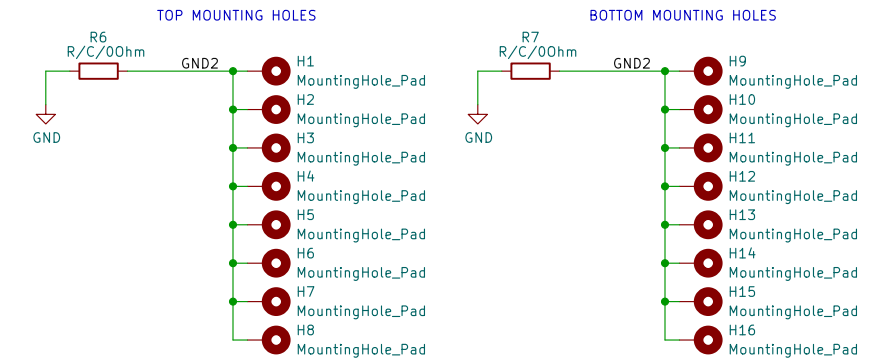 TOP MOUNTING HOLES
R6
R/C/0Ohm
GND2
GND
H1
MountingHole_Pad
H2
MountingHole_Pad
H3
MountingHole_Pad
H4
MountingHole_Pad
H5
MountingHole_Pad
H6
MountingHole_Pad
H7
MountingHole_Pad
H8
MountingHole_Pad
BOTTOM MOUNTING HOLES
R7
R/C/0Ohm
GND2
GND
H9
MountingHole_Pad
H10
MountingHole_Pad
H11
MountingHole_Pad
H12
MountingHole_Pad
H13
MountingHole_Pad
H14
MountingHole_Pad
H15
MountingHole_Pad
H16
MountingHole_Pad